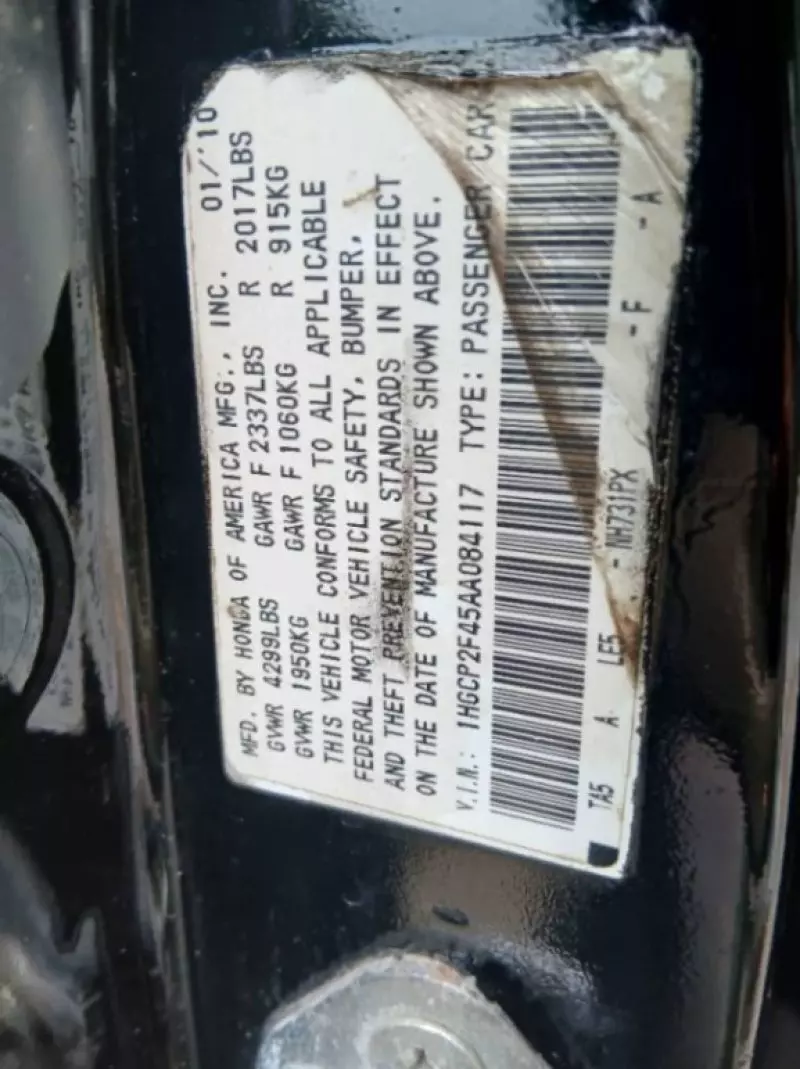 MFD. BY HONDA OF AMERICA MFG., INC. 01/'10
GVWR 4299LBS GAWR F 2337LBS R 2017LBS
GVWR 1950KG GAWR F 1060KG R 915KG
THIS VEHICLE CONFORMS TO ALL APPLICABLE
FEDERAL MOTOR VEHICLE SAFETY, BUMPER,
AND THEFT PREVENTION STANDARDS IN EFFECT
ON THE DATE OF MANUFACTURE SHOWN ABOVE.
V.I.N.: 1HGCP2F45AA084117 TYPE: PASSENGER CAR
TA5 A - NH731PX - F - A